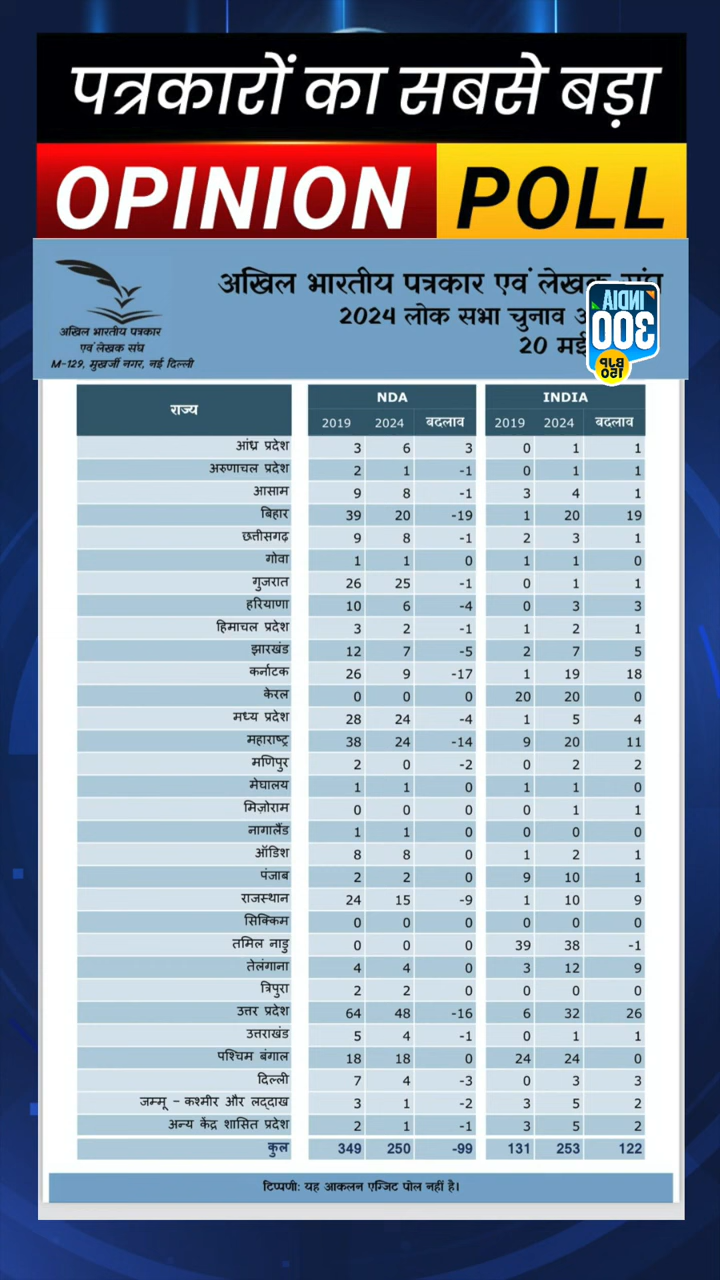 पत्रकारों का सबसे बड़ा
OPINION POLL
अखिल भारतीय पत्रकार एवं लेखक संघ
2024 लोक सभा चुनाव
20 मई
अखिल भारतीय पत्रकार
एवं लेखक संघ
M-129, मुखर्जी नगर, नई दिल्ली
INDIA
300
BJP
150
राज्य NDA INDIA
2019 2024 बदलाव 2019 2024 बदलाव
आंध्र प्रदेश 3 6 3 0 1 1
अरुणाचल प्रदेश 2 1 -1 0 1 1
आसाम 9 8 -1 3 4 1
बिहार 39 20 -19 1 20 19
छत्तीसगढ़ 9 8 -1 2 3 1
गोवा 1 1 0 1 1 0
गुजरात 26 25 -1 0 1 1
हरियाणा 10 6 -4 0 3 3
हिमाचल प्रदेश 3 2 -1 1 2 1
झारखंड 12 7 -5 2 7 5
कर्नाटक 26 9 -17 1 19 18
केरल 0 0 0 20 20 0
मध्य प्रदेश 28 24 -4 1 5 4
महाराष्ट्र 38 24 -14 9 20 11
मणिपुर 2 0 -2 0 2 2
मेघालय 1 1 0 1 1 0
मिज़ोराम 0 0 0 0 1 1
नागालैंड 1 1 0 0 0 0
ऑडिश 8 8 0 1 2 1
पंजाब 2 2 0 9 10 1
राजस्थान 24 15 -9 1 10 9
सिक्किम 0 0 0 0 0 0
तमिल नाडु 0 0 0 39 38 -1
तेलंगाना 4 4 0 3 12 9
त्रिपुरा 2 2 0 0 0 0
उत्तर प्रदेश 64 48 -16 6 32 26
उत्तराखंड 5 4 -1 0 1 1
पश्चिम बंगाल 18 18 0 24 24 0
दिल्ली 7 4 -3 0 3 3
जम्मू – कश्मीर और लद्दाख 3 1 -2 3 5 2
अन्य केंद्र शासित प्रदेश 2 1 -1 3 5 2
कुल 349 250 -99 131 253 122
टिप्पणी: यह आकलन एग्जिट पोल नहीं है।